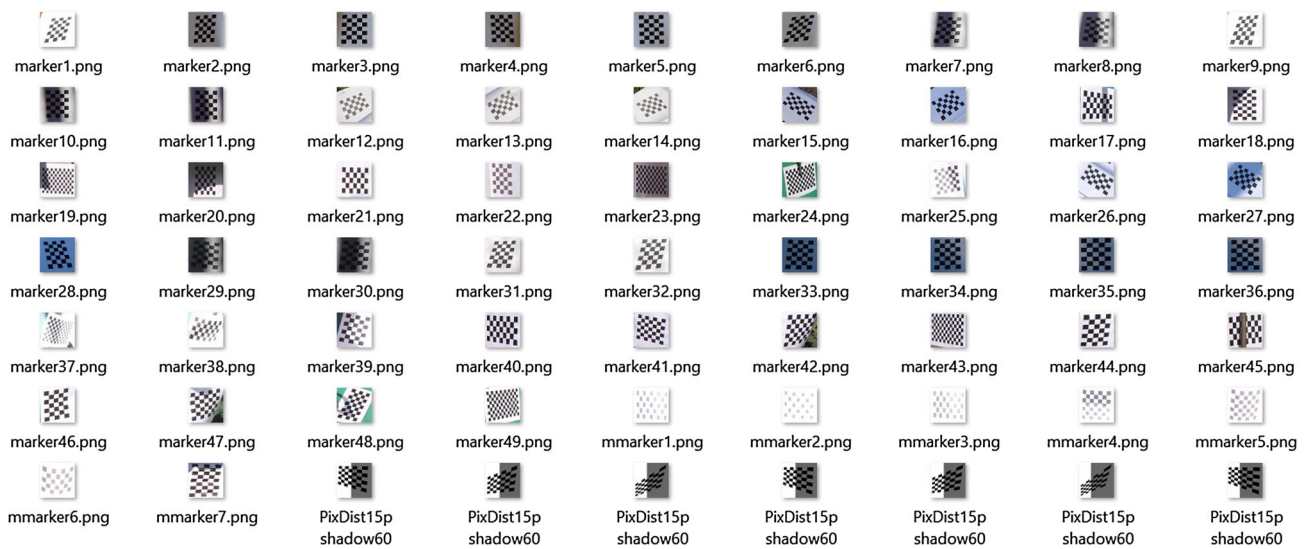 marker1.png marker2.png marker3.png marker4.png marker5.png marker6.png marker7.png marker8.png marker9.png
marker10.png marker11.png marker12.png marker13.png marker14.png marker15.png marker16.png marker17.png marker18.png
marker19.png marker20.png marker21.png marker22.png marker23.png marker24.png marker25.png marker26.png marker27.png
marker28.png marker29.png marker30.png marker31.png marker32.png marker33.png marker34.png marker35.png marker36.png
marker37.png marker38.png marker39.png marker40.png marker41.png marker42.png marker43.png marker44.png marker45.png
marker46.png marker47.png marker48.png marker49.png mmarker1.png mmarker2.png mmarker3.png mmarker4.png mmarker5.png
mmarker6.png mmarker7.png PixDist15p PixDist15p PixDist15p PixDist15p PixDist15p PixDist15p PixDist15p
shadow60 shadow60 shadow60 shadow60 shadow60 shadow60 shadow60